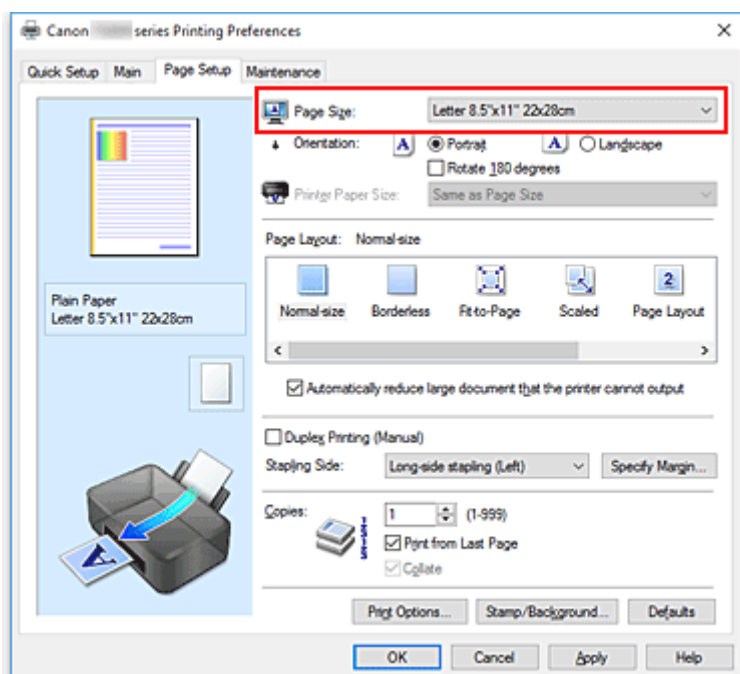 Canon series Printing Preferences
Quick Setup Main Page Setup Maintenance
Page Size: Letter 8.5"x11" 22x28cm
Orientation: A Portrait A Landscape
Rotate 180 degrees
Printer Paper Size: Same as Page Size
Page Layout: Normal-size
2
Normal-size Borderless Fit-to-Page Scaled Page Layout
Plain Paper
Letter 8.5"x11" 22x28cm
Automatically reduce large document that the printer cannot output
Duplex Printing (Manual)
Stapling Side: Long-side stapling (Left) Specify Margin...
Copies: 1 (1-999)
Print from Last Page
Collate
A
Print Options... Stamp/Background... Defaults
OK Cancel Apply Help